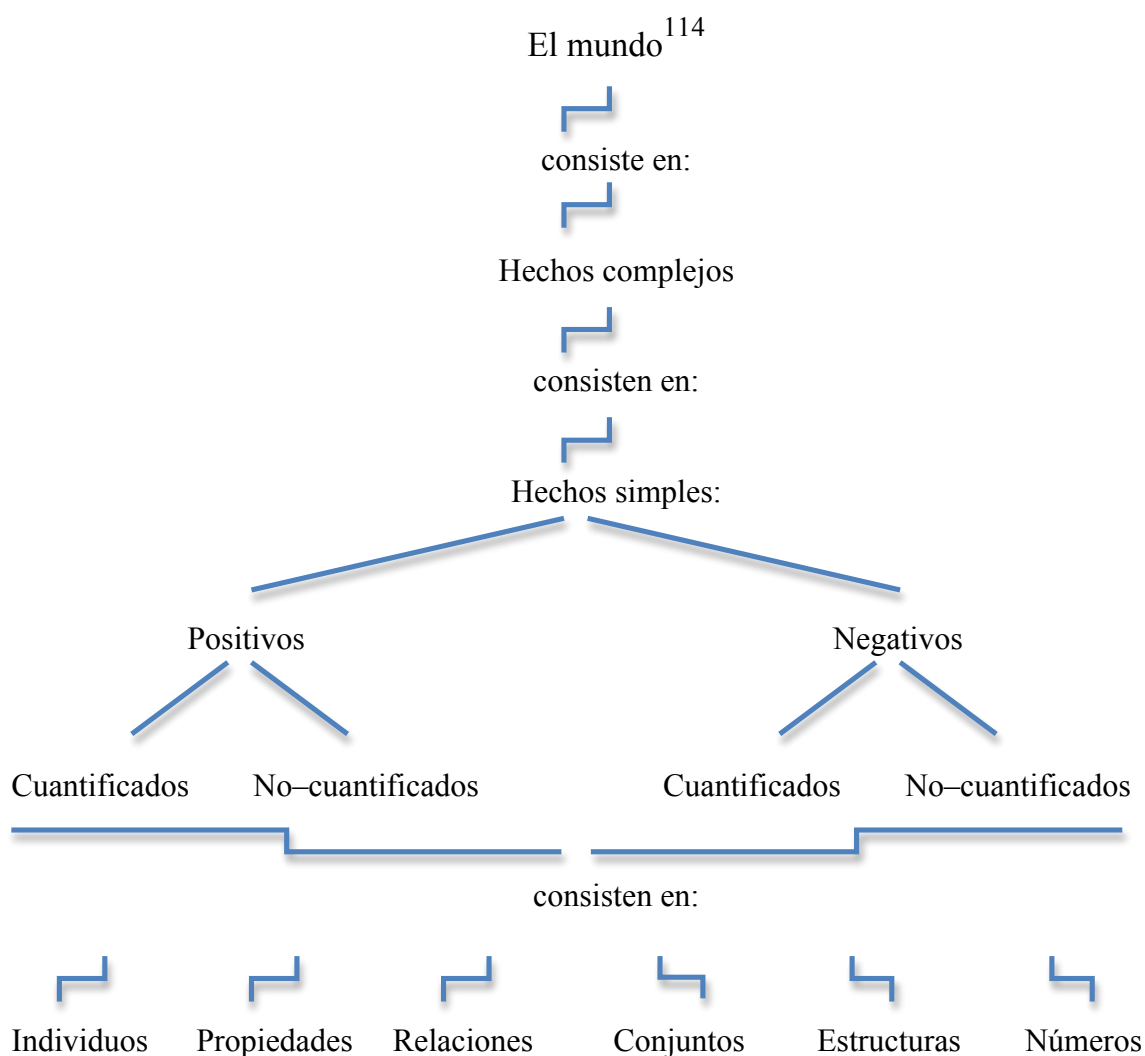 El mundo114
consiste en:
Hechos complejos
consisten en:
Hechos simples:
Positivos Negativos
Cuantificados No–cuantificados Cuantificados No–cuantificados
consisten en:
Individuos Propiedades Relaciones Conjuntos Estructuras Números